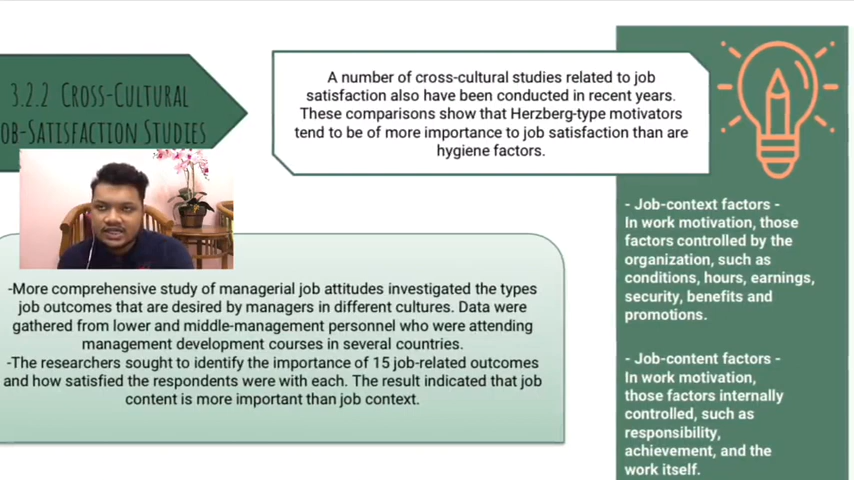 3.2.2 Cross-Cultural
ob-Satisfaction Studies
A number of cross-cultural studies related to job
satisfaction also have been conducted in recent years.
These comparisons show that Herzberg-type motivators
tend to be of more importance to job satisfaction than are
hygiene factors.
-More comprehensive study of managerial job attitudes investigated the types
job outcomes that are desired by managers in different cultures. Data were
gathered from lower and middle-management personnel who were attending
management development courses in several countries.
-The researchers sought to identify the importance of 15 job-related outcomes
and how satisfied the respondents were with each. The result indicated that job
content is more important than job context.
- Job-context factors -
In work motivation, those
factors controlled by the
organization, such as
conditions, hours, earnings,
security, benefits and
promotions.
- Job-content factors -
In work motivation,
those factors internally
controlled, such as
responsibility,
achievement, and the
work itself.